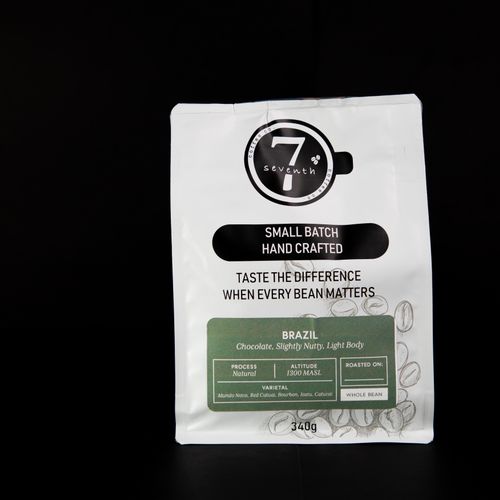 7
seventh
SMALL BATCH
HAND CRAFTED
TASTE THE DIFFERENCE
WHEN EVERY BEAN MATTERS
BRAZIL
Chocolate, Slightly Nutty, Light Body
PROCESS
Natural
ALTITUDE
1300 MASL
ROASTED ON:
VARIETAL
Mundo Novo, Red Catuai, Bourbon, Icatu, Catucai
WHOLE BEAN
340g